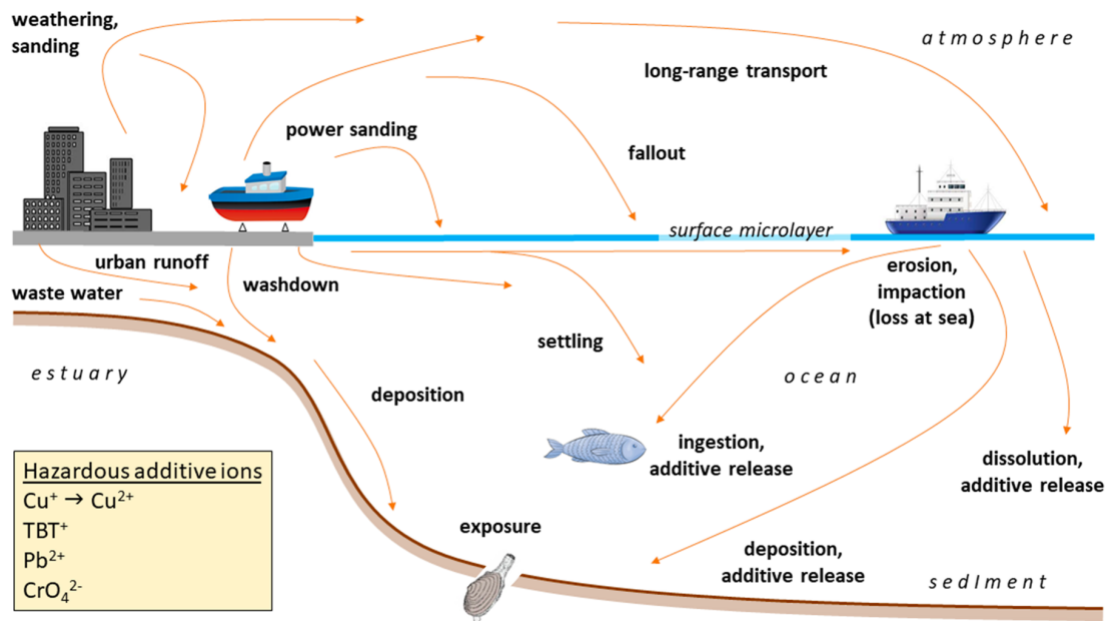 weathering,
sanding
atmosphere
long-range transport
power sanding
fallout
surface microlayer
urban runoff
washdown
waste water
erosion,
impaction
(loss at sea)
settling
estuary
ocean
deposition
ingestion,
additive release
dissolution,
additive release
Hazardous additive ions
Cu⁺ → Cu²⁺
TBT⁺
Pb²⁺
CrO₄²⁻
exposure
deposition,
additive release
sedIment